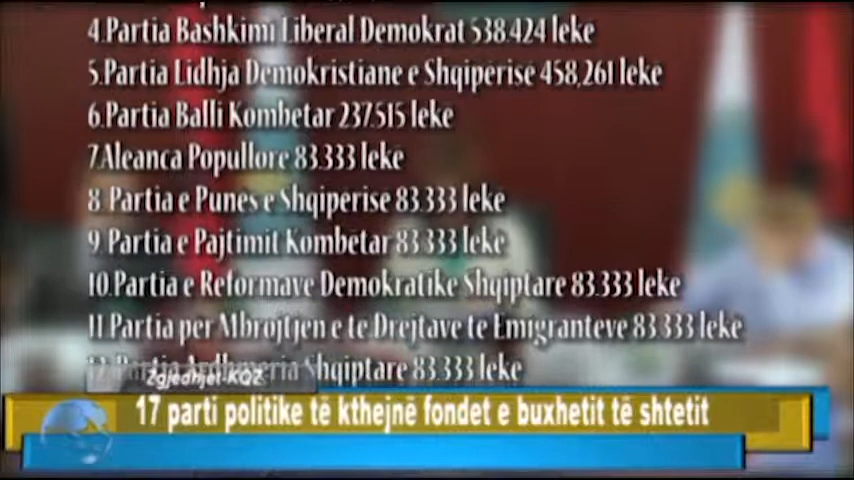 4.Partia Bashkimi Liberal Demokrat 538.424 leke
5.Partia Lidhja Demokristiane e Shqiperise 458,261 leke
6.Partia Balli Kombetar 237.515 leke
7.Aleanca Popullore 83.333 leke
8 .Partia e Punes e Shqiperise 83.333 leke
9 .Partia e Pajtimit Kombetar 83.333 leke
10.Partia e Reformave Demokratike Shqiptare 83.333 leke
11.Partia per Mbrojtjen e te Drejtave te Emigranteve 83.333 leke
12. Partia Ardhmeria Shqiptare 83.333 leke
Zgjedhjet-KQZ
17 parti politike të kthejnë fondet e buxhetit të shtetit